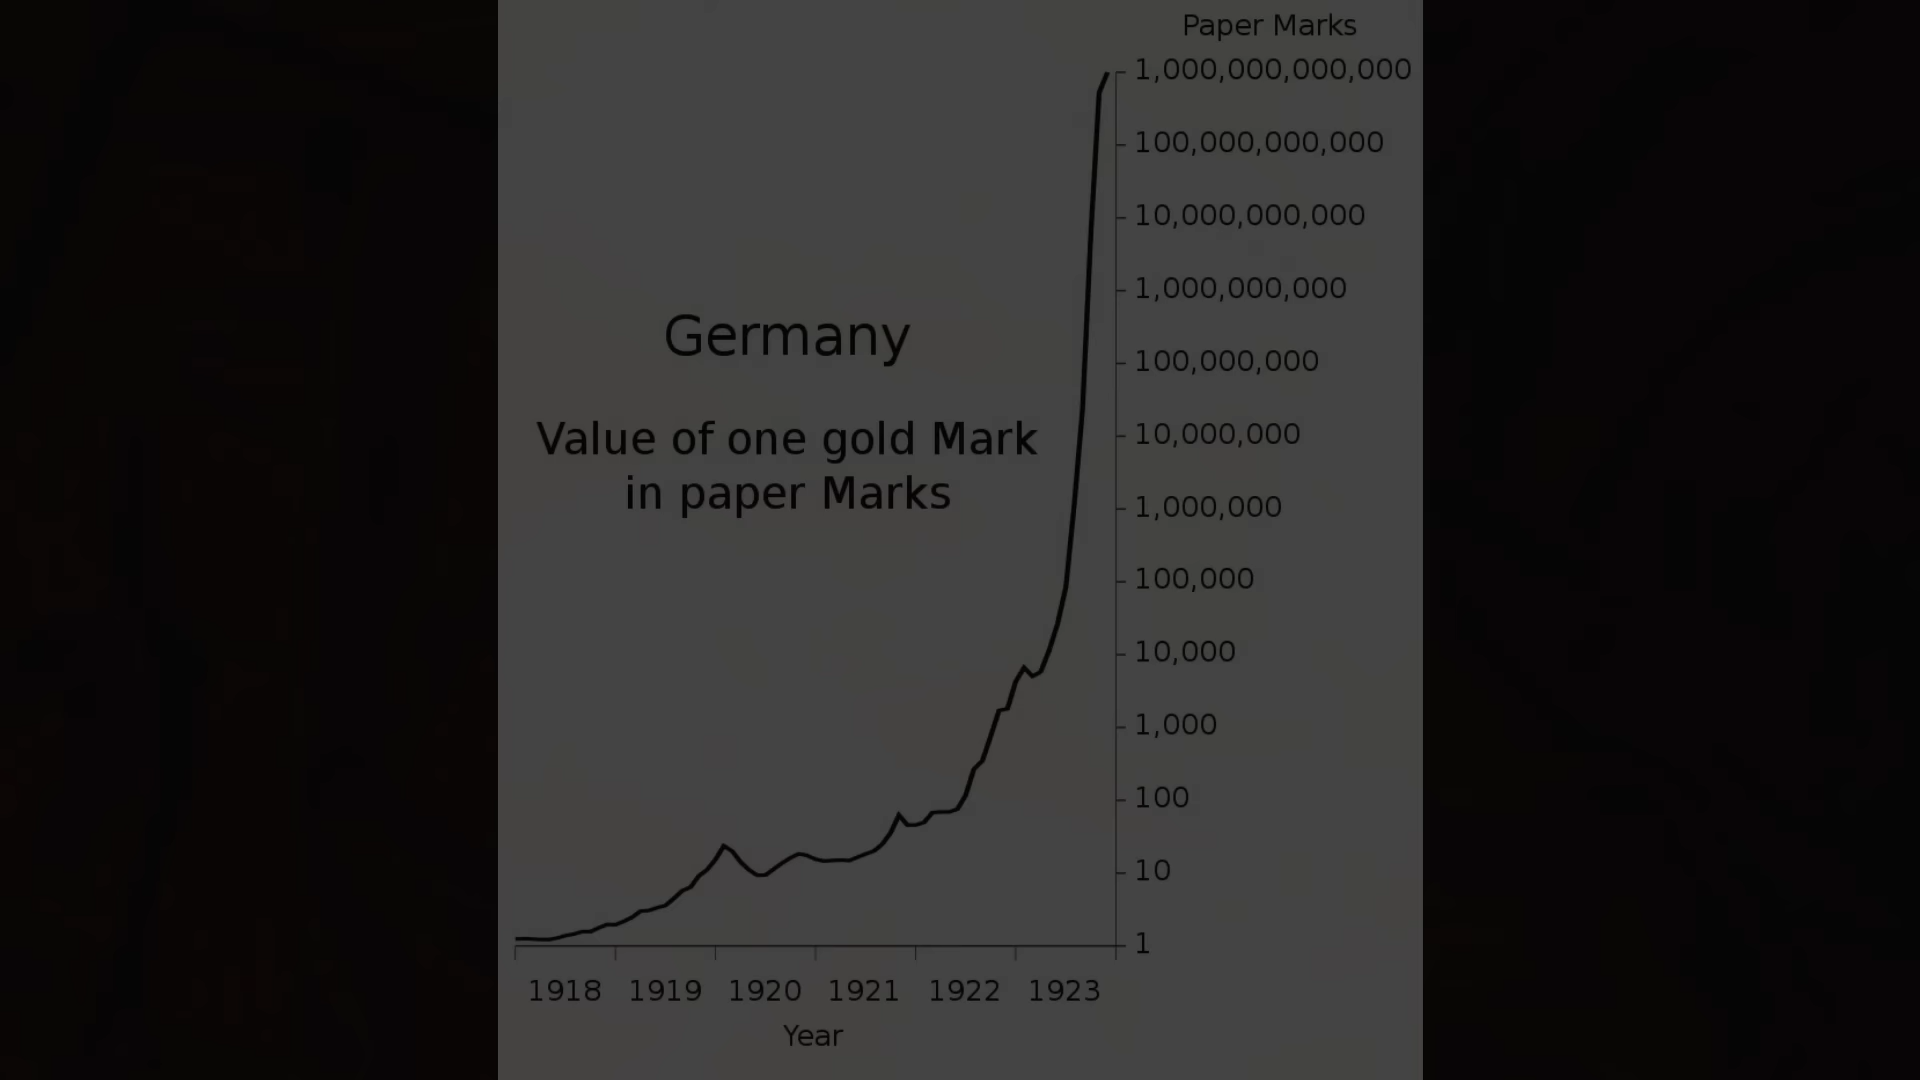 Paper Marks
1,000,000,000,000
100,000,000,000
10,000,000,000
1,000,000,000
Germany
100,000,000
Value of one gold Mark
10,000,000
in paper Marks
1,000,000
100,000
10,000
1,000
100
10
1
1918 1919 1920 1921 1922 1923
Year